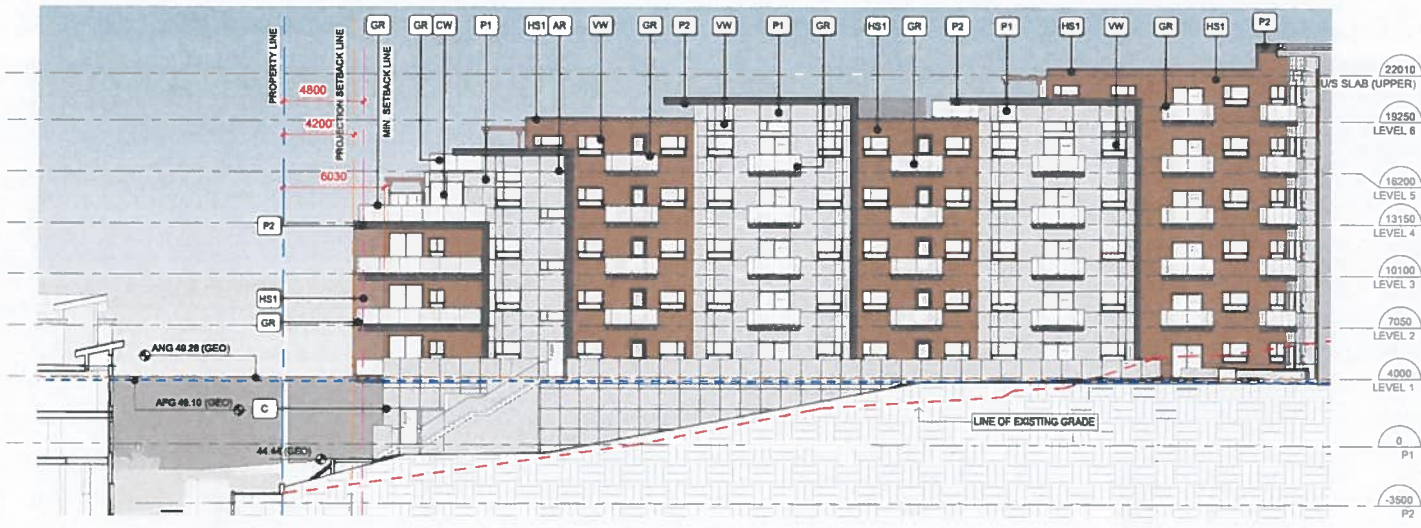 GR GR CW P1 HS1 AR VW GR P2 VW P1 GR HS1 GR P2 P1 HS1 VW GR HS1 P2
PROPERTY LINE
PROJECTION SETBACK LINE
MIN. SETBACK LINE
4800
4200
6030
22010
U/S SLAB (UPPER)
19250
LEVEL 6
16200
LEVEL 5
13150
LEVEL 4
10100
LEVEL 3
7050
LEVEL 2
4000
LEVEL 1
0
P1
-3500
P2
P2
HS1
GR
ANG 49.28 (GEO)
APG 49.10 (GEO)
C
44.44 (GEO)
LINE OF EXISTING GRADE